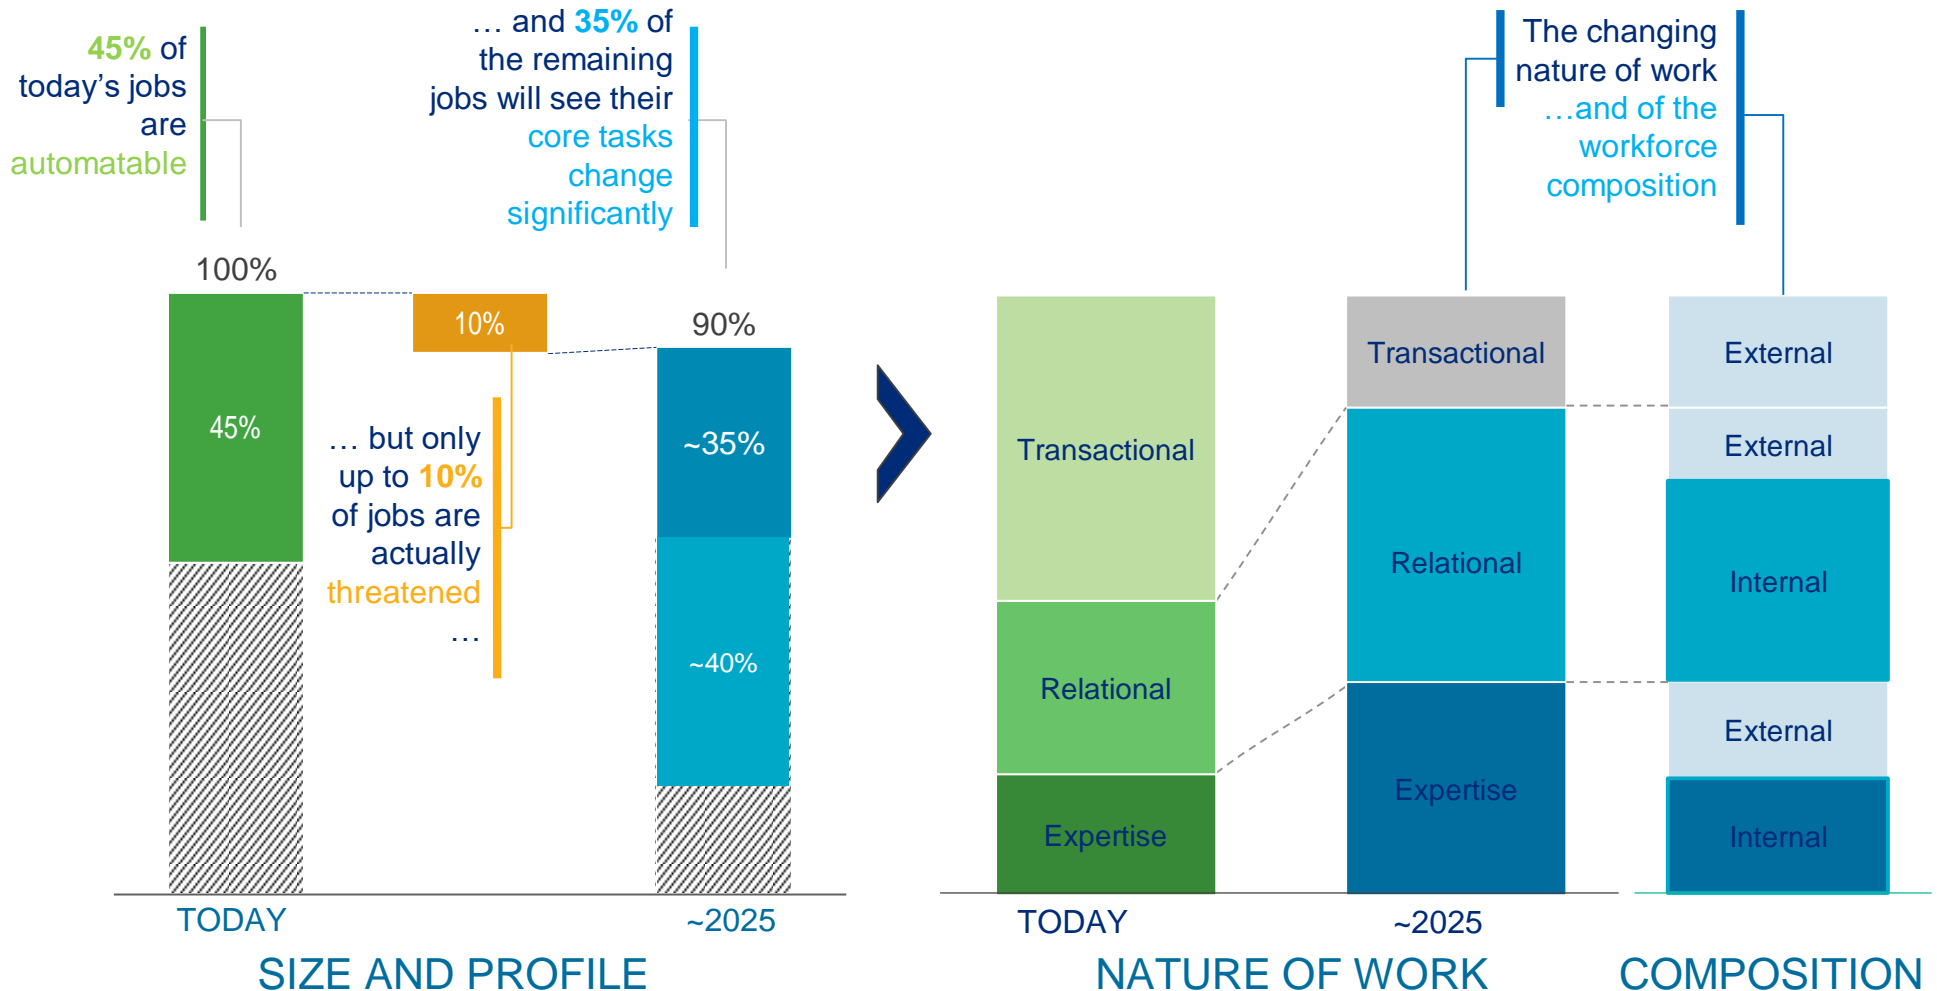 45% of
today’s jobs
are
automatable
… and 35% of
the remaining
jobs will see their
core tasks
change
significantly
The changing
nature of work
…and of the
workforce
composition
100%
45%
10%
… but only
up to 10%
of jobs are
actually
threatened
…
90%
~35%
~40%
TODAY
~2025
SIZE AND PROFILE
Transactional
Relational
Expertise
Transactional
Relational
Expertise
TODAY
~2025
NATURE OF WORK
External
External
Internal
External
Internal
COMPOSITION